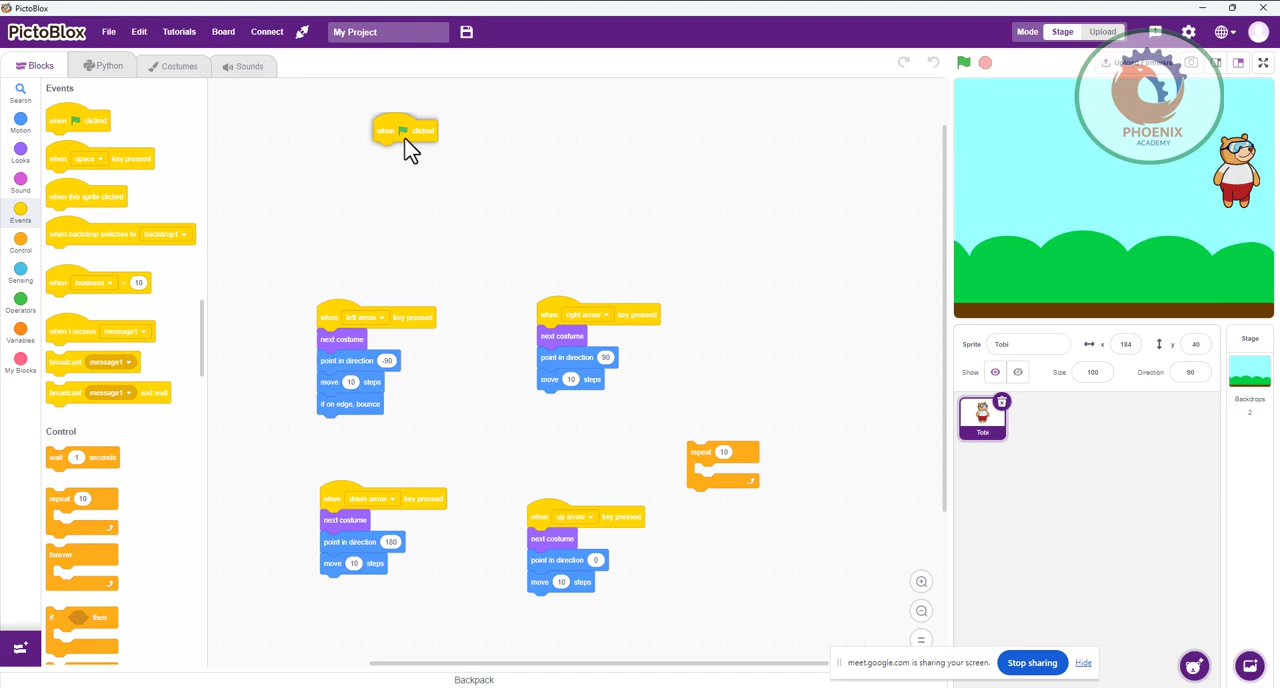 PictoBlox
PictoBlox File Edit Tutorials Board Connect My Project Mode Stage Upload
Blocks Python Costumes Sounds Upload Firmware
Search
Motion
Looks
Sound
Events
Control
Sensing
Operators
Variables
My Blocks
Events
when clicked
when space key pressed
when this sprite clicked
when backdrop switches to backdrop1
when loudness > 10
when I receive message1
broadcast message1
broadcast message1 and wait
Control
wait 1 seconds
repeat 10
forever
if then
when clicked
when left arrow key pressed
next costume
point in direction -90
move 10 steps
if on edge, bounce
when right arrow key pressed
next costume
point in direction 90
move 10 steps
repeat 10
when down arrow key pressed
next costume
point in direction 180
move 10 steps
when up arrow key pressed
next costume
point in direction 0
move 10 steps
PHOENIX
ACADEMY
Sprite Tobi x 184 y 40
Show Size 100 Direction 90
Tobi
Stage
Backdrops
2
meet.google.com is sharing your screen. Stop sharing Hide
Backpack